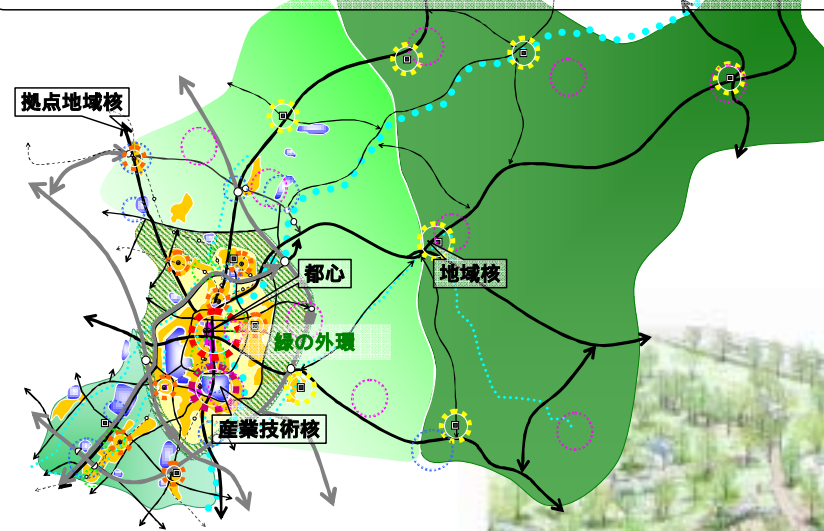 拠点地域核
都心
地域核
緑の外環
産業技術核